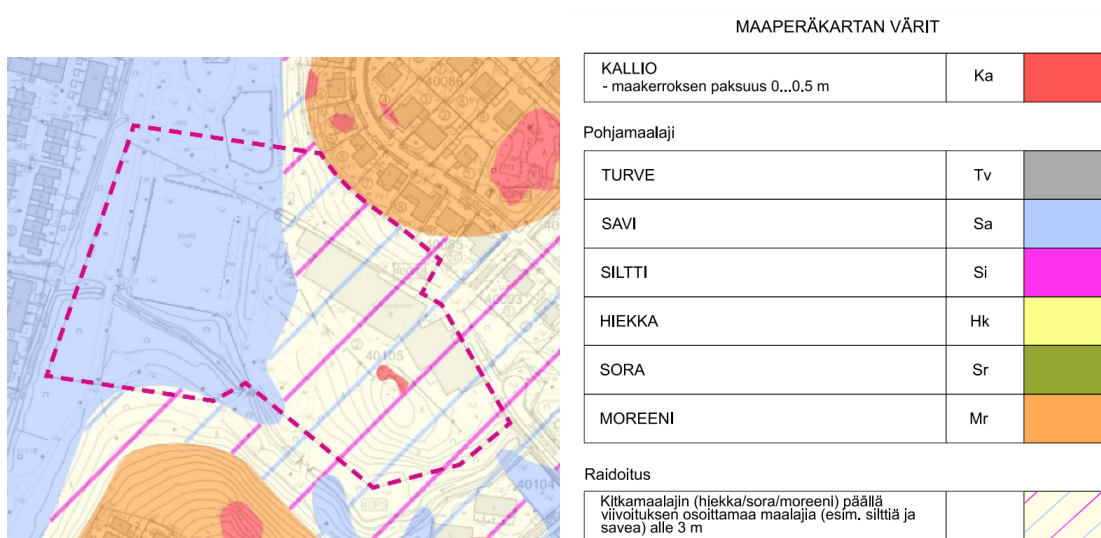 MAAPERÄKARTAN VÄRIT
KALLIO
- maakerroksen paksuus 0...0.5 m
Ka
Pohjamaalaji
TURVE Tv
SAVI Sa
SILTTI Si
HIEKKA Hk
SORA Sr
MOREENI Mr
Raidoitus
Kitkamaalajin (hiekka/sora/moreeni) päällä
viivoituksen osoittamaa maalajia (esim. silttiä ja
savea) alle 3 m
40086
40093
40105
40104